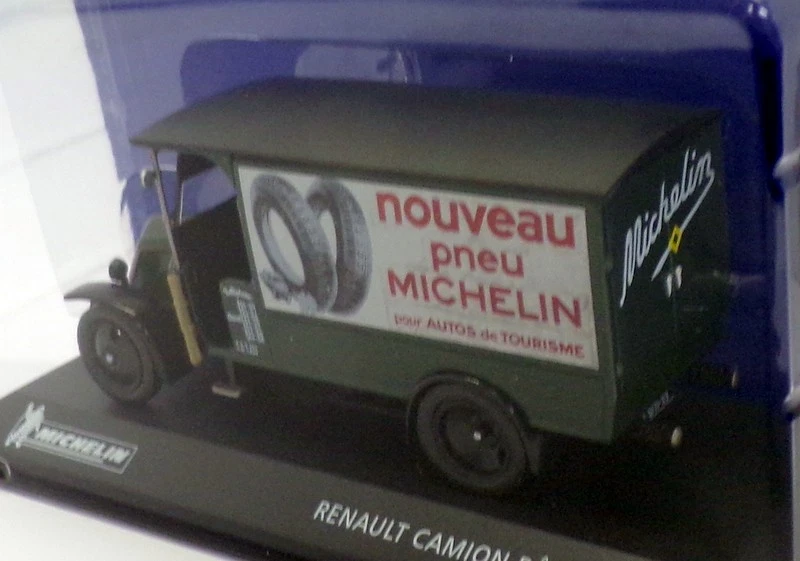 nouveau
pneu
MICHELIN
pour AUTOS de TOURISME
Michelin
MICHELIN
RENAULT CAMION